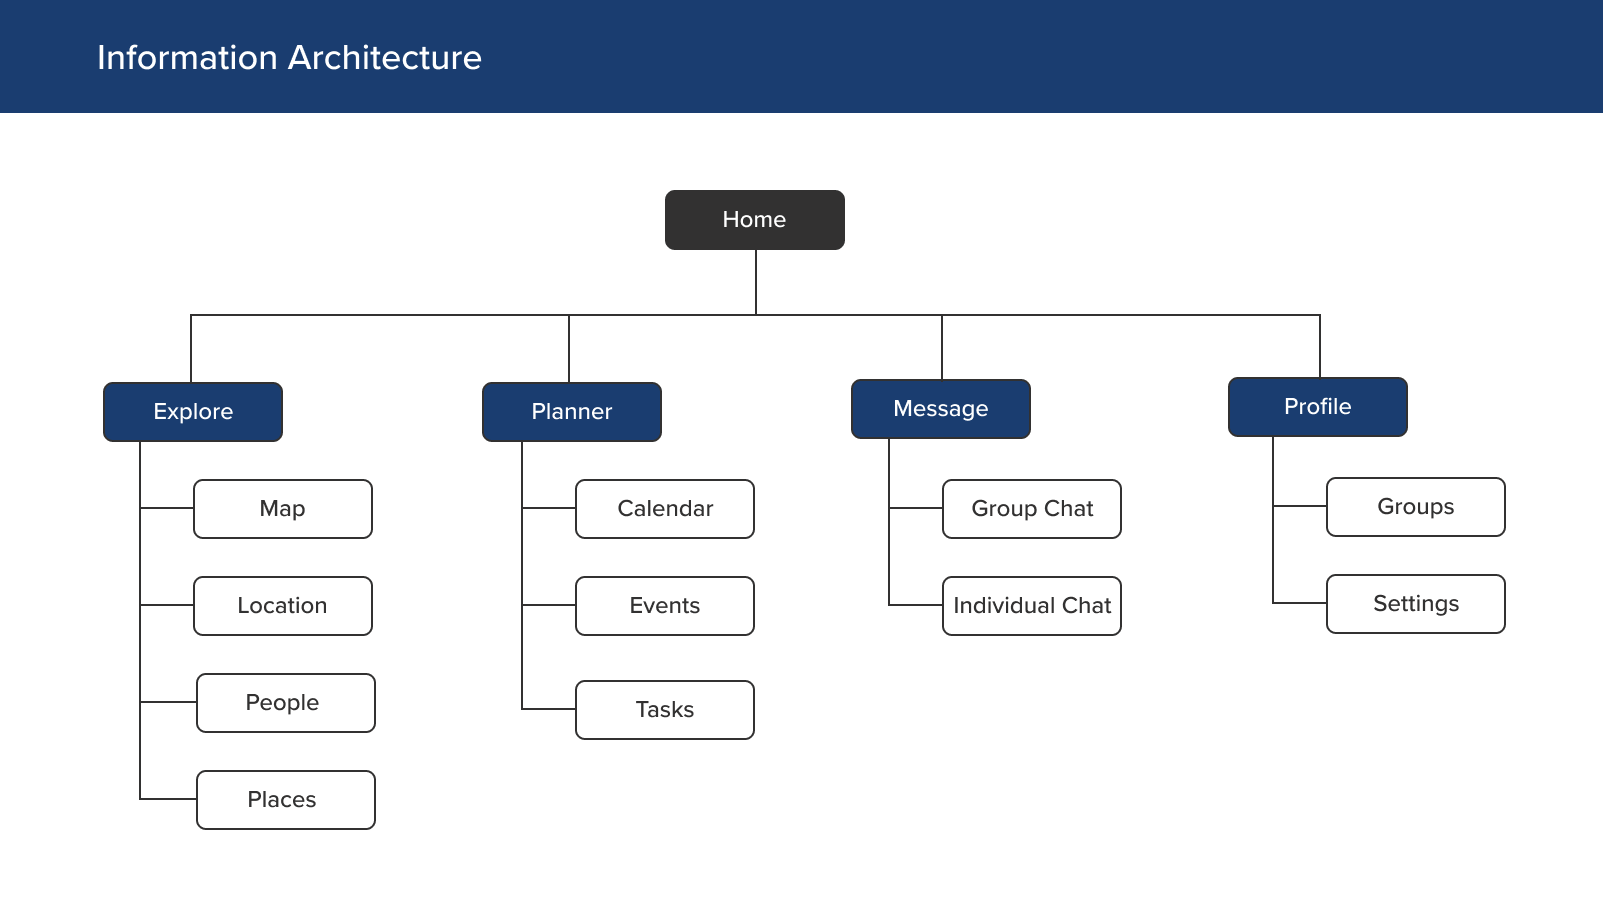 Information Architecture
Home
Explore
Planner
Message
Profile
Map
Location
People
Places
Calendar
Events
Tasks
Group Chat
Individual Chat
Groups
Settings